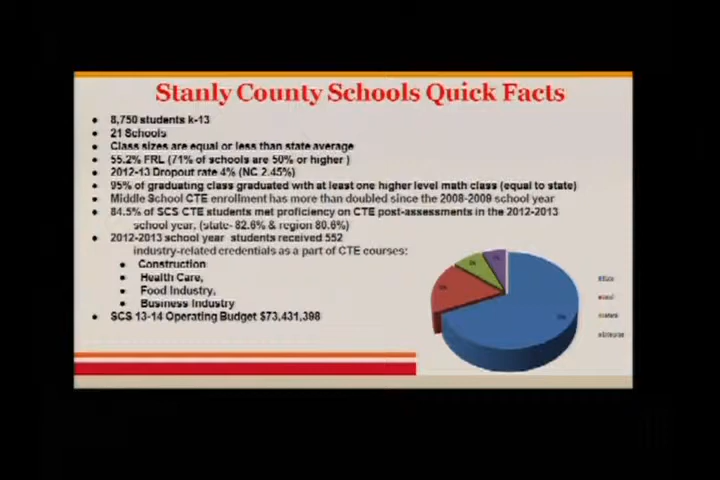 Stanly County Schools Quick Facts
• 8,750 students k-13
• 21 Schools
• Class sizes are equal or less than state average
• 55.2% FRL (71% of schools are 50% or higher )
• 2012-13 Dropout rate 4% (NC 2.45%)
• 95% of graduating class graduated with at least one higher level math class (equal to state)
• Middle School CTE enrollment has more than doubled since the 2008-2009 school year
• 84.5% of SCS CTE students met proficiency on CTE post-assessments in the 2012-2013
school year, (state- 82.6% & region 80.6%)
• 2012-2013 school year students received 552
industry-related credentials as a part of CTE courses:
• Construction
• Health Care,
• Food Industry,
• Business Industry
• SCS 13-14 Operating Budget $73,431,398